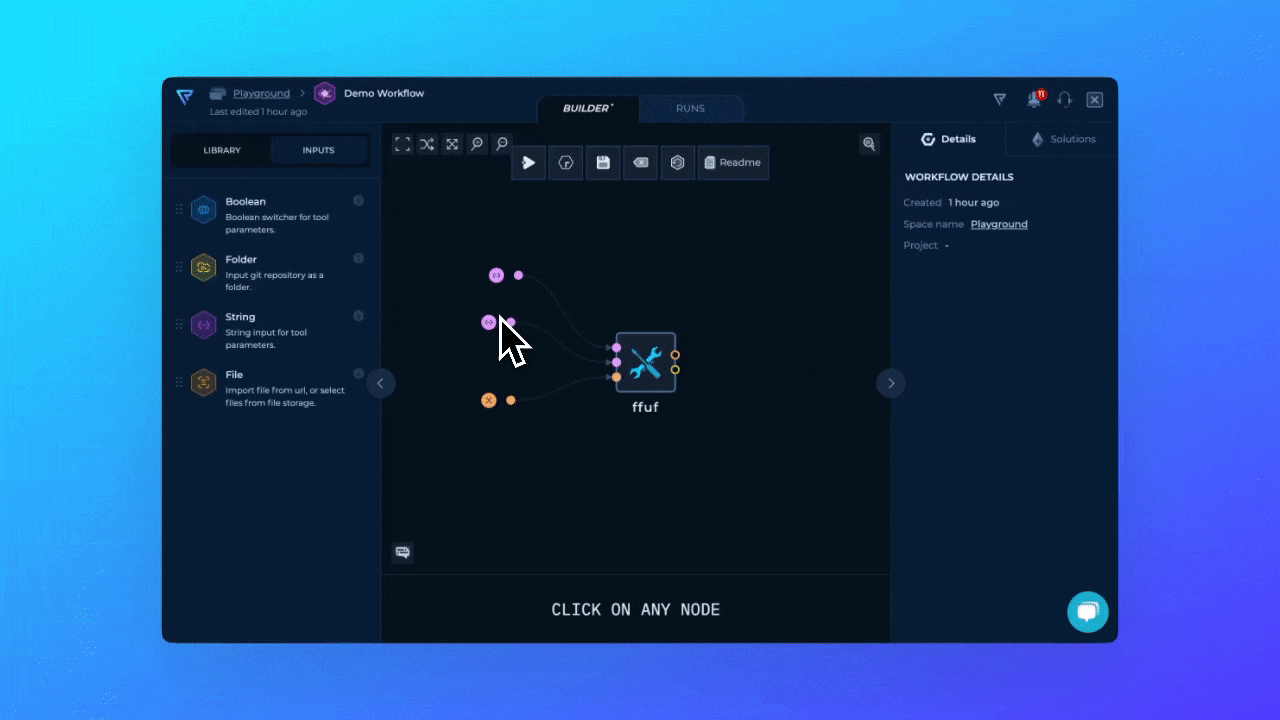 Playground > Demo Workflow
Last edited 1 hour ago
BUILDER*
RUNS
11
LIBRARY
INPUTS
Boolean
Boolean switcher for tool
parameters.
Folder
Input git repository as a
folder.
String
String input for tool
parameters.
File
Import file from url, or select
files from file storage.
Readme
ffuf
CLICK ON ANY NODE
Details
Solutions
WORKFLOW DETAILS
Created 1 hour ago
Space name Playground
Project -